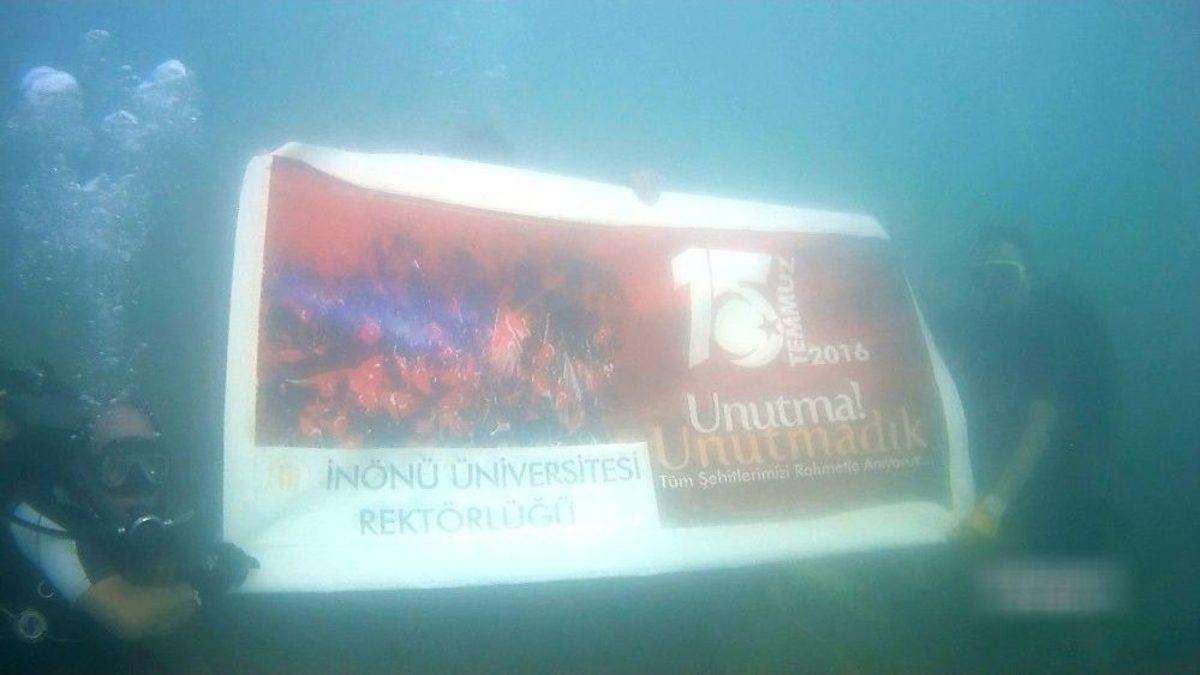 15 TEMMUZ
2016
Unutma!
Unutmadık
Tüm Şehitlerimizi Rahmetle Anıyoruz...
İNÖNÜ ÜNİVERSİTESİ
REKTÖRLÜĞÜ